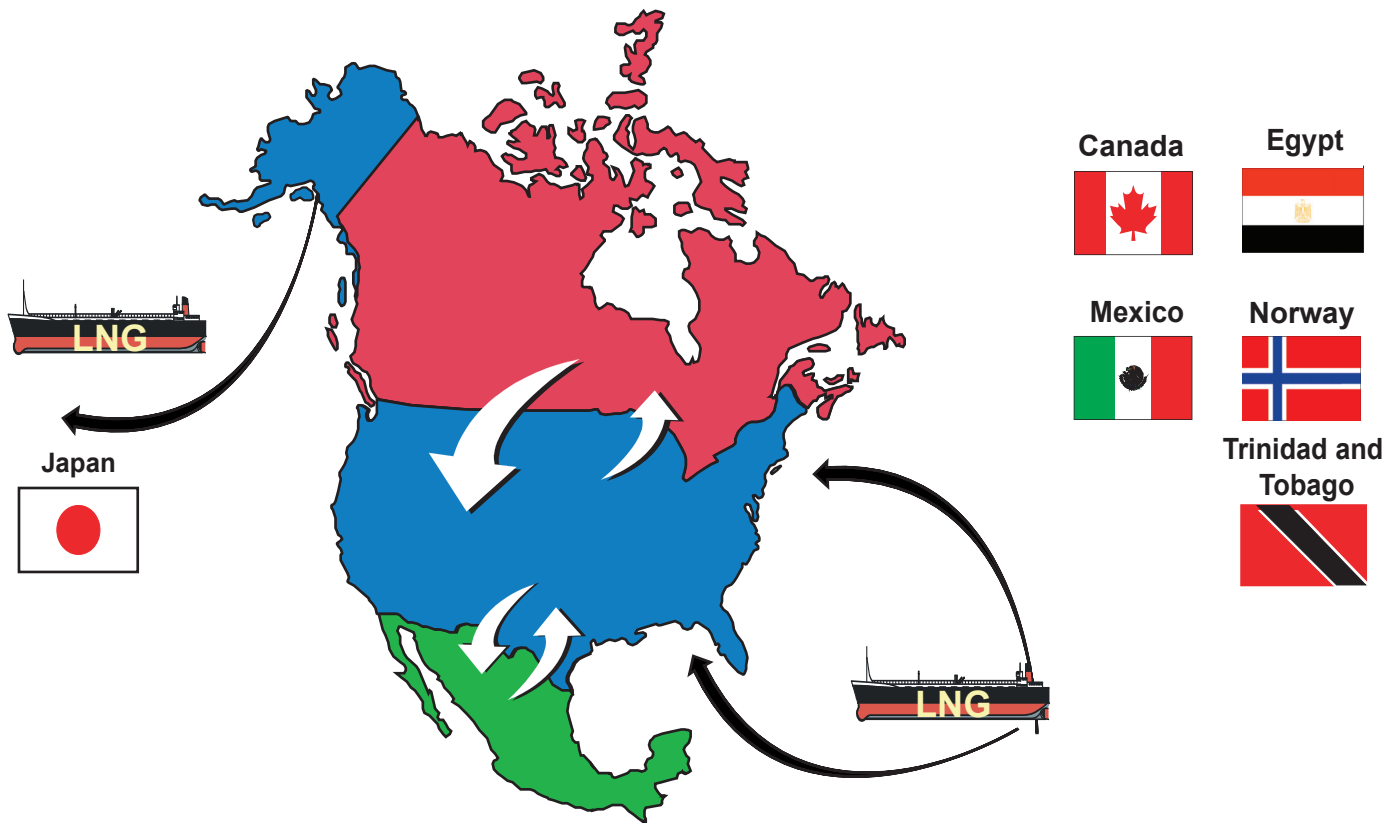 Canada
Egypt
Mexico
Norway
Trinidad and
Tobago
LNG
Japan
LNG